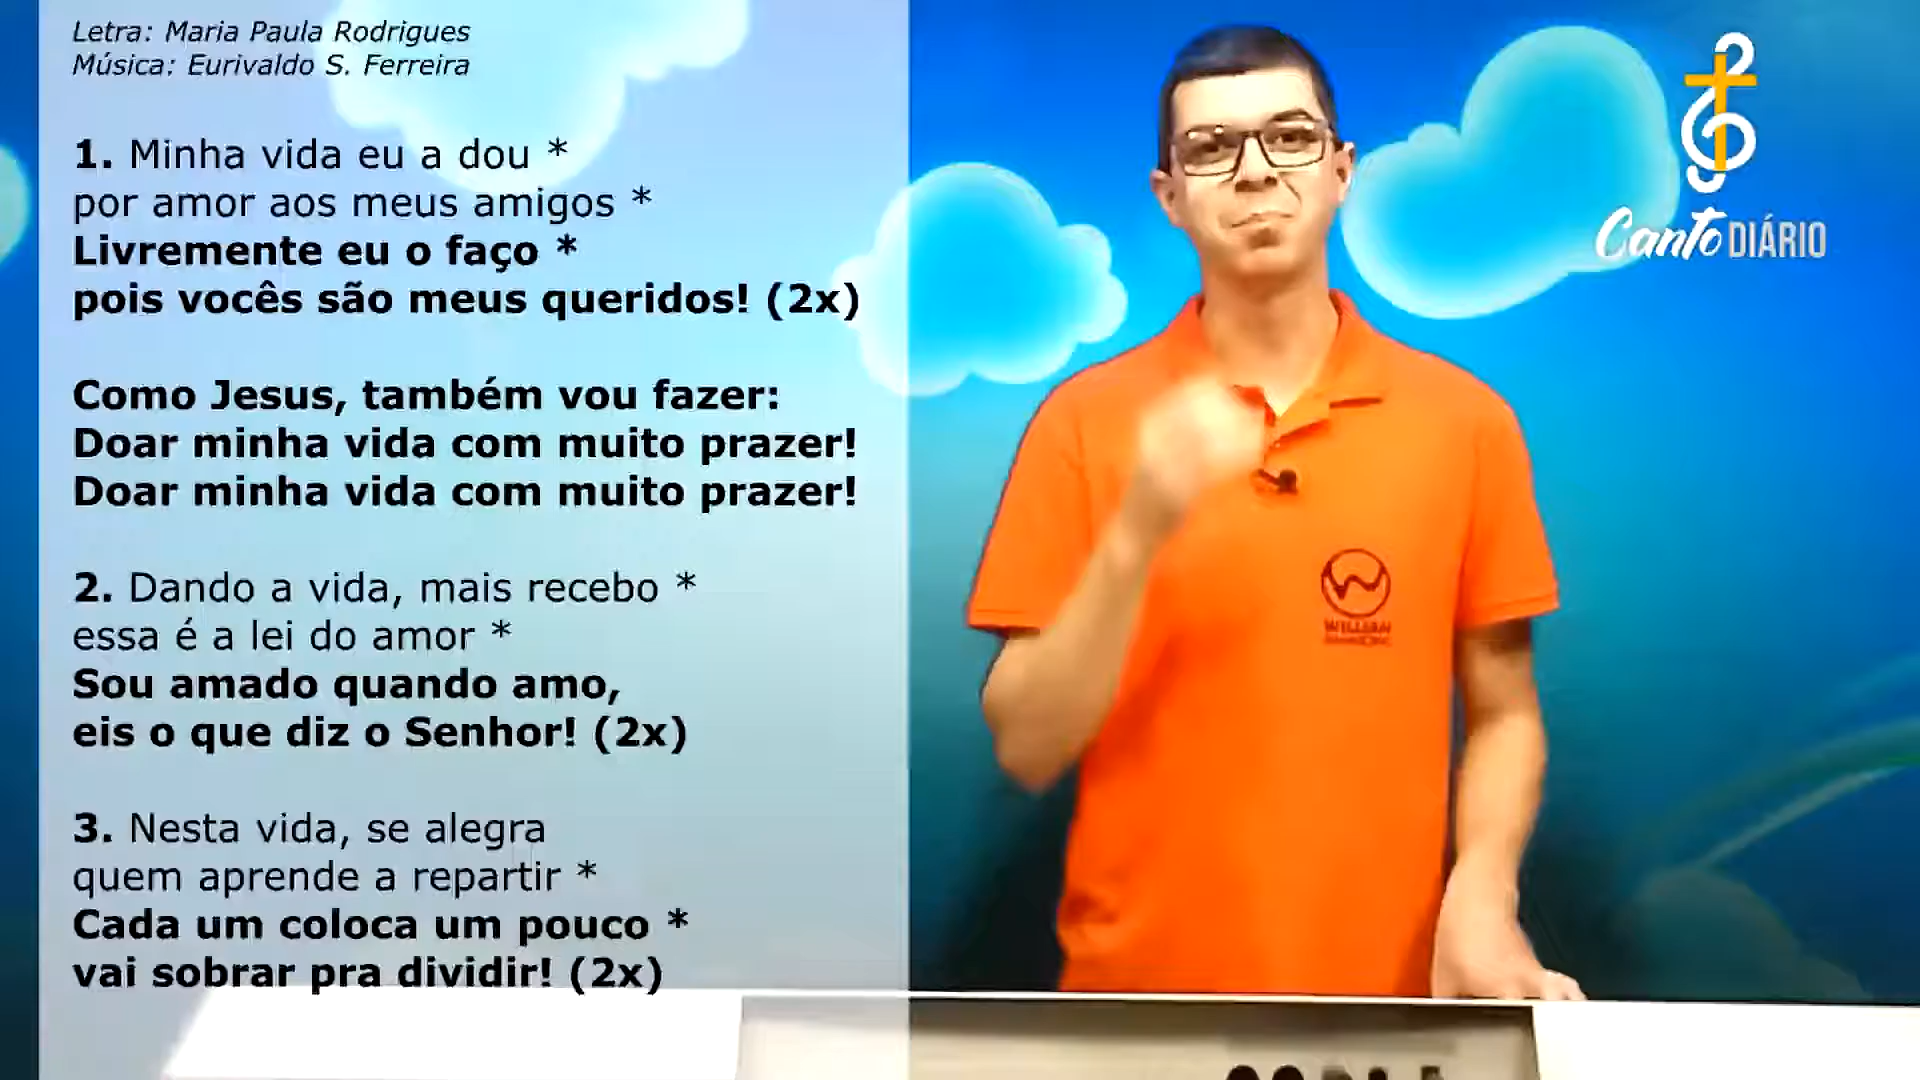 Letra: Maria Paula Rodrigues
Música: Eurivaldo S. Ferreira
1. Minha vida eu a dou *
por amor aos meus amigos *
Livremente eu o faço *
pois vocês são meus queridos! (2x)
Como Jesus, também vou fazer:
Doar minha vida com muito prazer!
Doar minha vida com muito prazer!
2. Dando a vida, mais recebo *
essa é a lei do amor *
Sou amado quando amo,
eis o que diz o Senhor! (2x)
3. Nesta vida, se alegra
quem aprende a repartir *
Cada um coloca um pouco *
vai sobrar pra dividir! (2x)
Canto DIÁRIO
WILLIAN